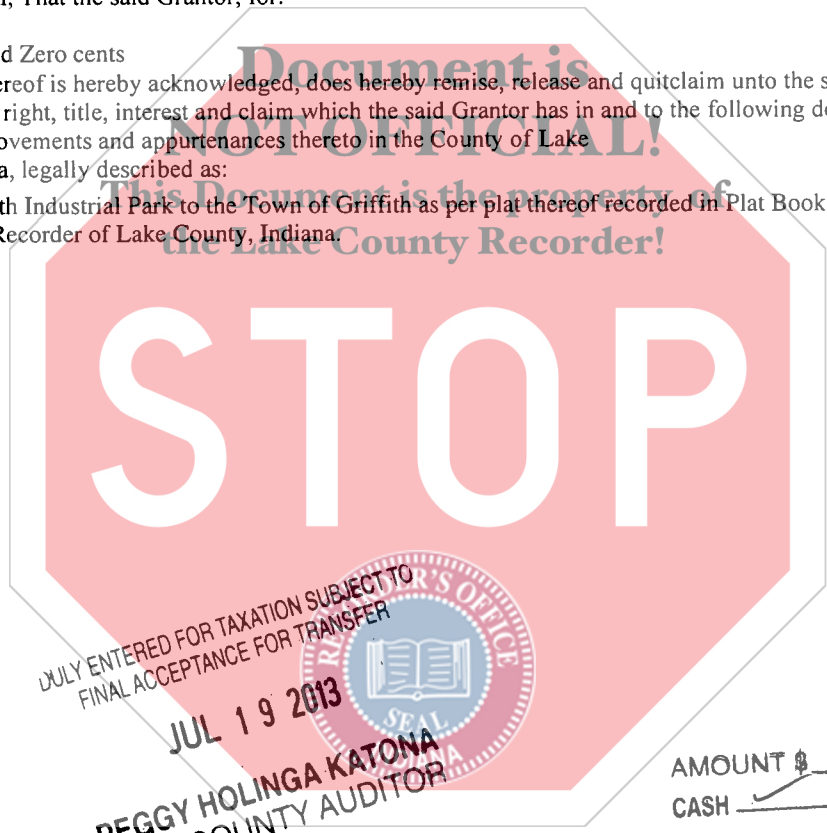 That the said Grantor, for:
d Zero cents
ereof is hereby acknowledged, does hereby remise, release and quitclaim unto the s
right, title, interest and claim which the said Grantor has in and to the following de
ovements and appurtenances thereto in the County of Lake
a, legally described as:
th Industrial Park to the Town of Griffith as per plat thereof recorded in Plat Book
Recorder of Lake County, Indiana.
Document is
NOT OFFICIAL!
This Document is the property of
the Lake County Recorder!
STOP
DULY ENTERED FOR TAXATION SUBJECT TO
FINAL ACCEPTANCE FOR TRANSFER
JUL 19 2013
PEGGY HOLINGA KATONA
COUNTY AUDITOR
RECORDER'S OFFICE
SEAL
INDIANA
AMOUNT $
CASH